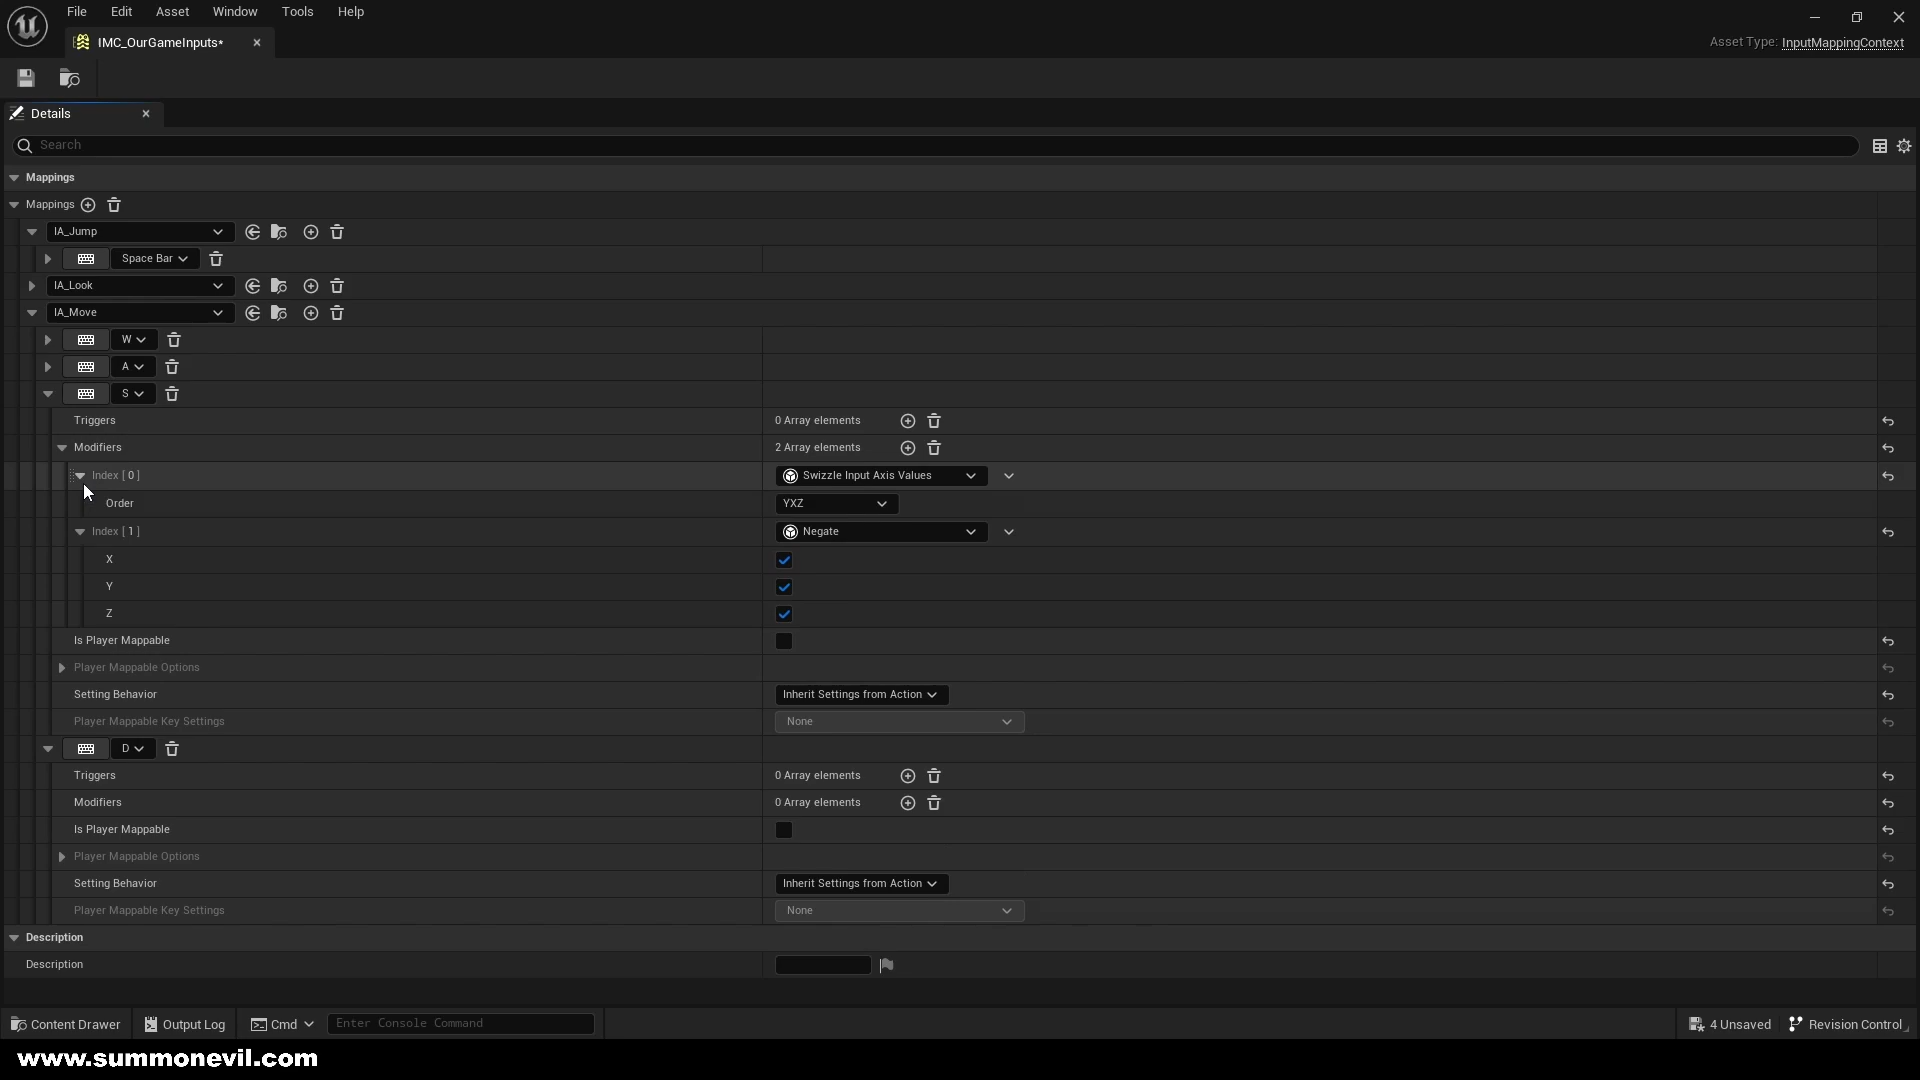 File Edit Asset Window Tools Help
IMC_OurGameInputs*
Asset Type: InputMappingContext
Details
Search
Mappings
Mappings
IA_Jump
Space Bar
IA_Look
IA_Move
W
A
S
Triggers 0 Array elements
Modifiers 2 Array elements
Index [ 0 ] Swizzle Input Axis Values
Order YXZ
Index [ 1 ] Negate
X
Y
Z
Is Player Mappable
Player Mappable Options
Setting Behavior Inherit Settings from Action
Player Mappable Key Settings None
D
Triggers 0 Array elements
Modifiers 0 Array elements
Is Player Mappable
Player Mappable Options
Setting Behavior Inherit Settings from Action
Player Mappable Key Settings None
Description
Description
Content Drawer Output Log Cmd Enter Console Command 4 Unsaved Revision Control
www.summonevil.com